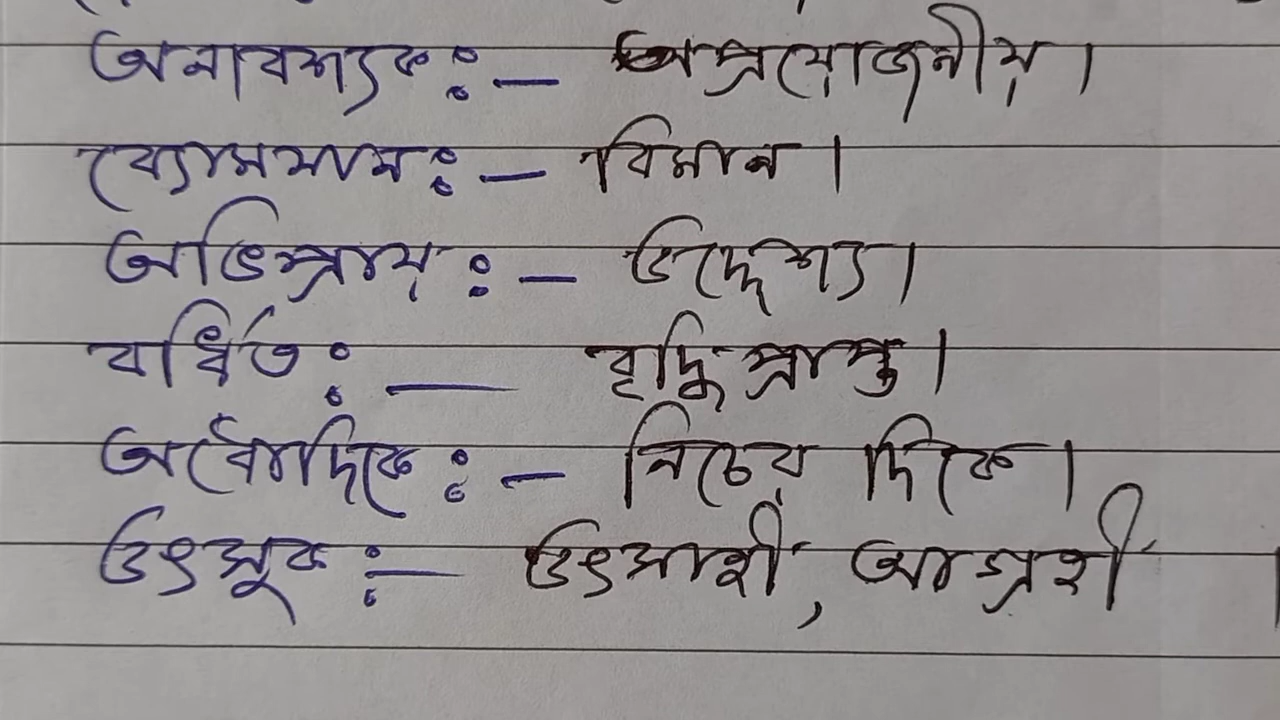 অনাবশ্যক :- অপ্রয়োজনীয়।
ব্যোমযান :- বিমান।
অভিপ্রায় :- উদ্দেশ্য।
বর্ধিত :- বৃদ্ধিপ্রাপ্ত।
অধোদিকে :- নিচের দিকে।
উৎসুক :- উৎসাহী, আগ্রহী।